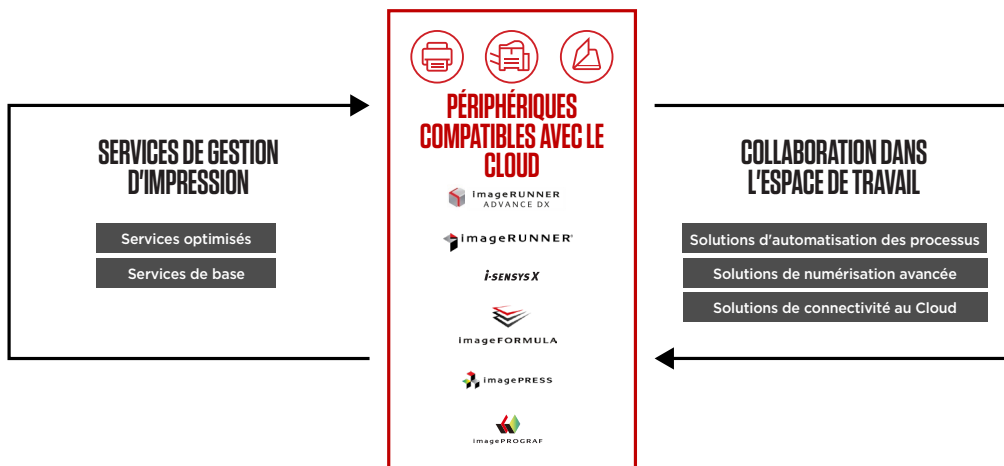 SERVICES DE GESTION
D'IMPRESSION
Services optimisés
Services de base
PÉRIPHÉRIQUES
COMPATIBLES AVEC LE
CLOUD
imageRUNNER
ADVANCE DX
imageRUNNER®
i-SENSYS X
imageFORMULA
imagePRESS
imagePROGRAF
COLLABORATION DANS
L'ESPACE DE TRAVAIL
Solutions d'automatisation des processus
Solutions de numérisation avancée
Solutions de connectivité au Cloud